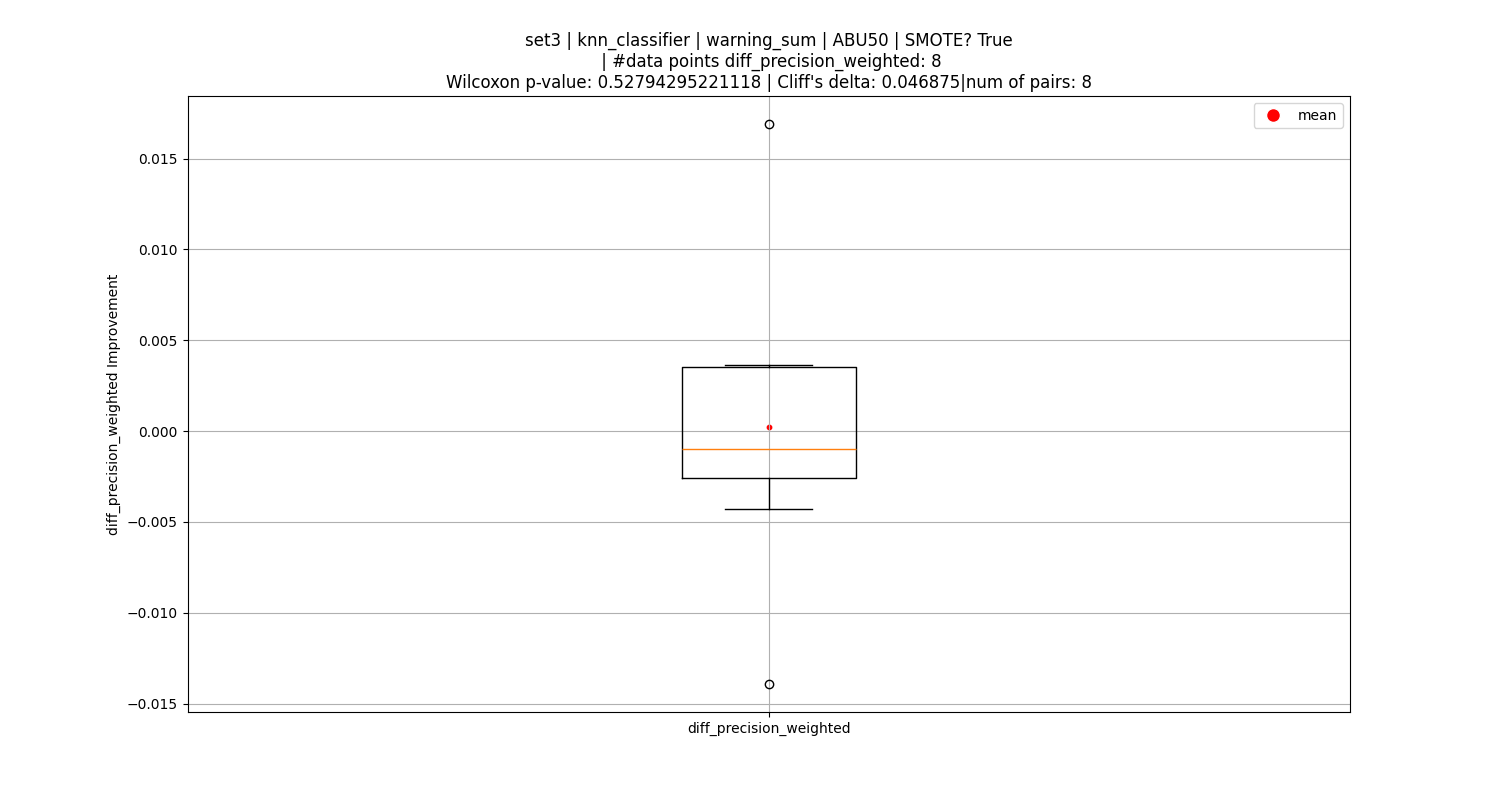 set3 | knn_classifier | warning_sum | ABU50 | SMOTE? True
| #data points diff_precision_weighted: 8
Wilcoxon p-value: 0.52794295221118 | Cliff's delta: 0.046875|num of pairs: 8
mean
0.015
0.010
0.005
0.000
−0.005
−0.010
−0.015
diff_precision_weighted Improvement
diff_precision_weighted